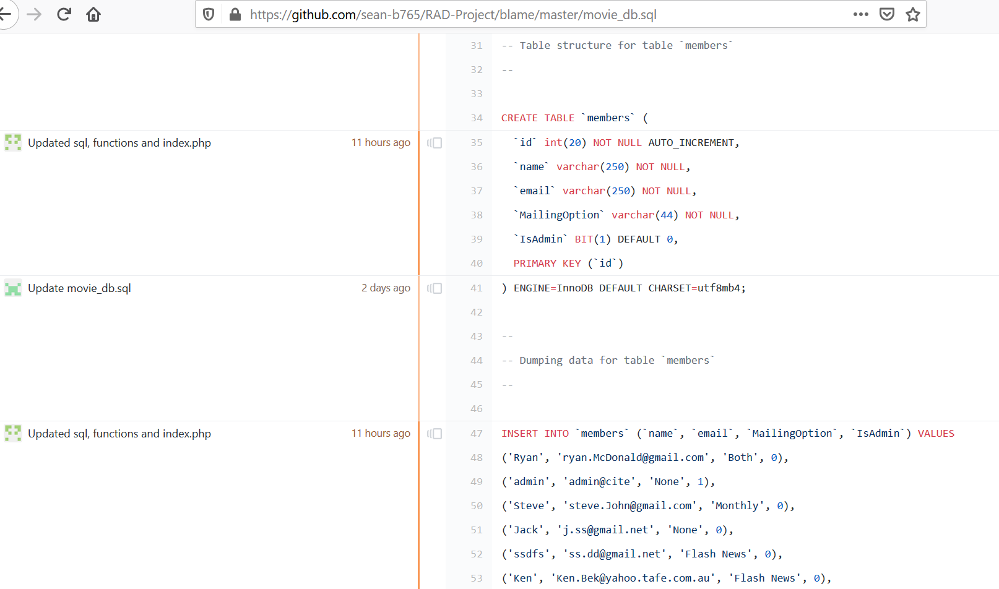 https://github.com/sean-b765/RAD-Project/blame/master/movie_db.sql
31 -- Table structure for table `members`
32 --
33
34 CREATE TABLE `members` (
Updated sql, functions and index.php 11 hours ago 35 `id` int(20) NOT NULL AUTO_INCREMENT,
36 `name` varchar(250) NOT NULL,
37 `email` varchar(250) NOT NULL,
38 `MailingOption` varchar(44) NOT NULL,
39 `IsAdmin` BIT(1) DEFAULT 0,
40 PRIMARY KEY (`id`)
Update movie_db.sql 2 days ago 41 ) ENGINE=InnoDB DEFAULT CHARSET=utf8mb4;
42
43 --
44 -- Dumping data for table `members`
45 --
46
Updated sql, functions and index.php 11 hours ago 47 INSERT INTO `members` (`name`, `email`, `MailingOption`, `IsAdmin`) VALUES
48 ('Ryan', 'ryan.McDonald@gmail.com', 'Both', 0),
49 ('admin', 'admin@cite', 'None', 1),
50 ('Steve', 'steve.John@gmail.com', 'Monthly', 0),
51 ('Jack', 'j.ss@gmail.net', 'None', 0),
52 ('ssdfs', 'ss.dd@gmail.net', 'Flash News', 0),
53 ('Ken', 'Ken.Bek@yahoo.tafe.com.au', 'Flash News', 0),